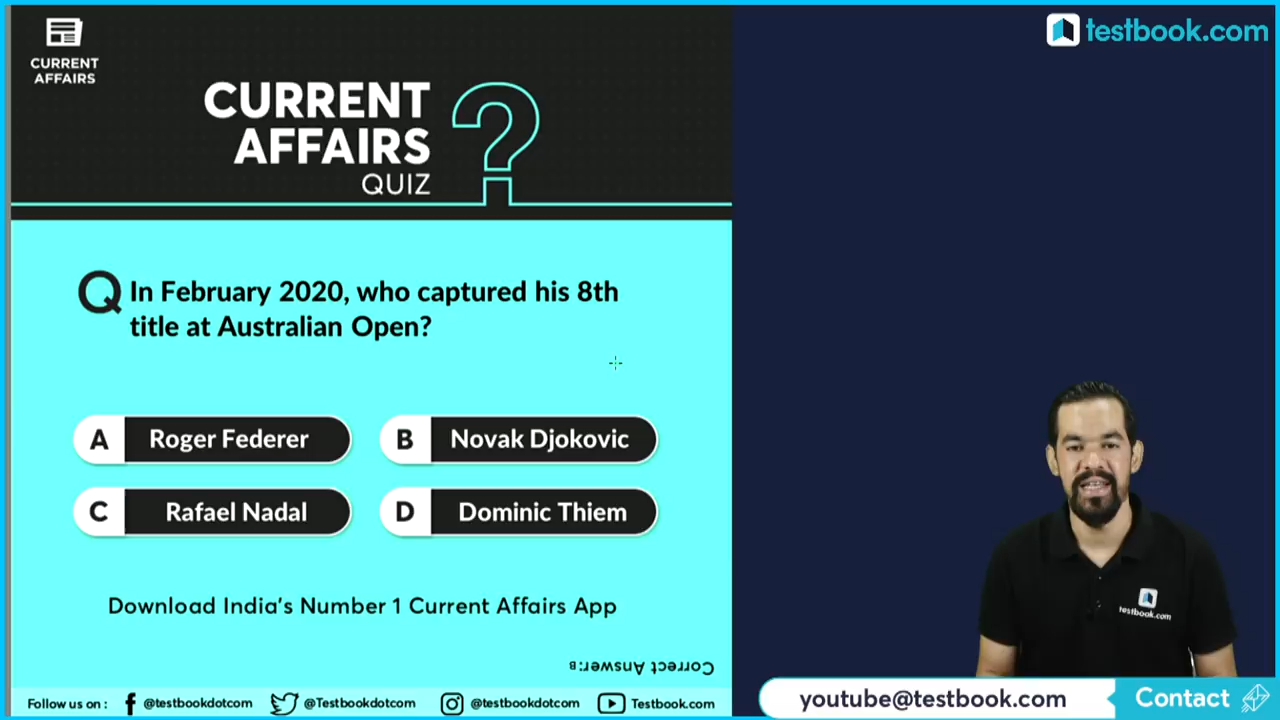 CURRENT
AFFAIRS
testbook.com
CURRENT
AFFAIRS
QUIZ
?
Q In February 2020, who captured his 8th
title at Australian Open?
A Roger Federer
B Novak Djokovic
C Rafael Nadal
D Dominic Thiem
Download India's Number 1 Current Affairs App
Correct Answer: B
Follow us on : @testbookdotcom @Testbookdotcom @testbookdotcom Testbook.com
testbook.com
youtube@testbook.com Contact